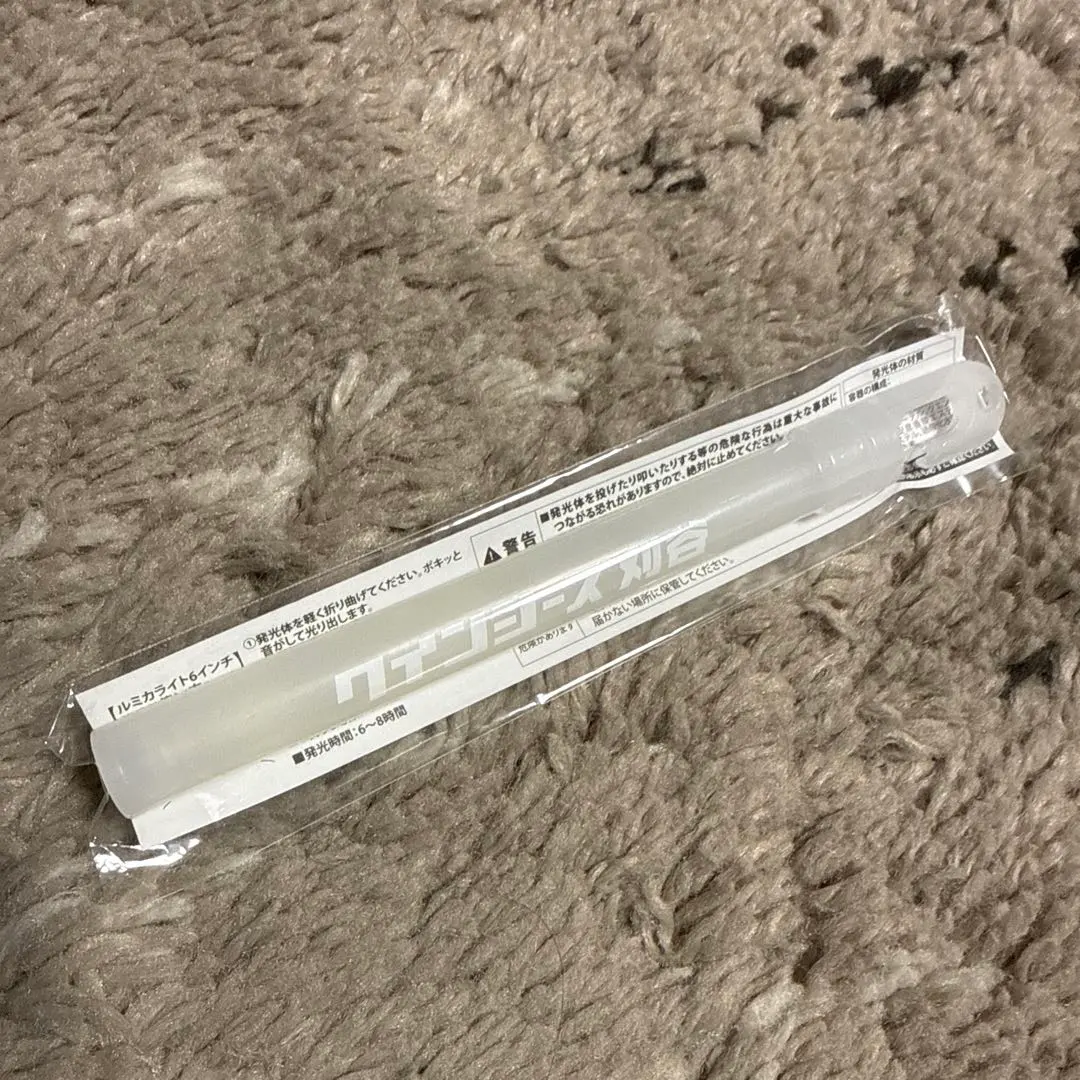 【ルミカライト6インチ】
①発光体を軽く折り曲げてください。ポキッと
音がして光り出します。
⚠警告
■発光体を投げたり叩いたりする等の危険な行為は重大な事故に
つながる恐れがありますので、絶対に止めてください。
発光体の材質
容器の構成:
クインシーズ刈谷
■発光時間:6～8時間
危険があります
届かない場所に保管してください。